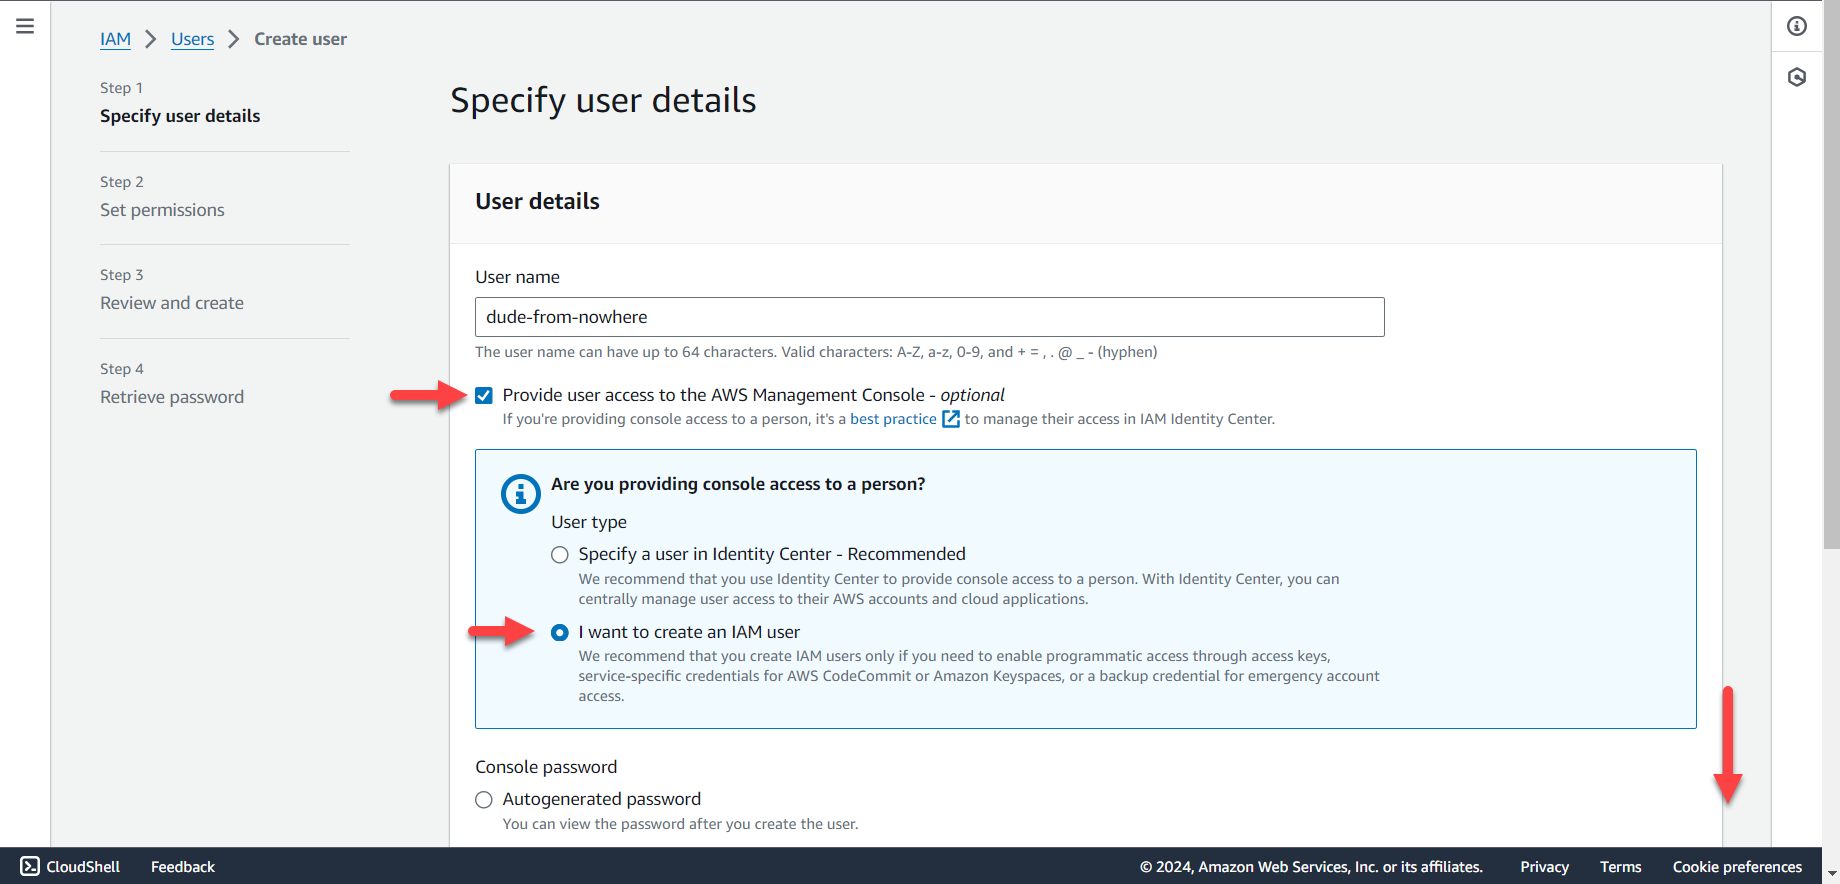 IAM > Users > Create user
Step 1
Specify user details
Step 2
Set permissions
Step 3
Review and create
Step 4
Retrieve password
Specify user details
User details
User name
dude-from-nowhere
The user name can have up to 64 characters. Valid characters: A-Z, a-z, 0-9, and + = , . @ _ - (hyphen)
Provide user access to the AWS Management Console - optional
If you're providing console access to a person, it's a best practice to manage their access in IAM Identity Center.
Are you providing console access to a person?
User type
Specify a user in Identity Center - Recommended
We recommend that you use Identity Center to provide console access to a person. With Identity Center, you can
centrally manage user access to their AWS accounts and cloud applications.
I want to create an IAM user
We recommend that you create IAM users only if you need to enable programmatic access through access keys,
service-specific credentials for AWS CodeCommit or Amazon Keyspaces, or a backup credential for emergency account
access.
Console password
Autogenerated password
You can view the password after you create the user.
CloudShell Feedback © 2024, Amazon Web Services, Inc. or its affiliates. Privacy Terms Cookie preferences